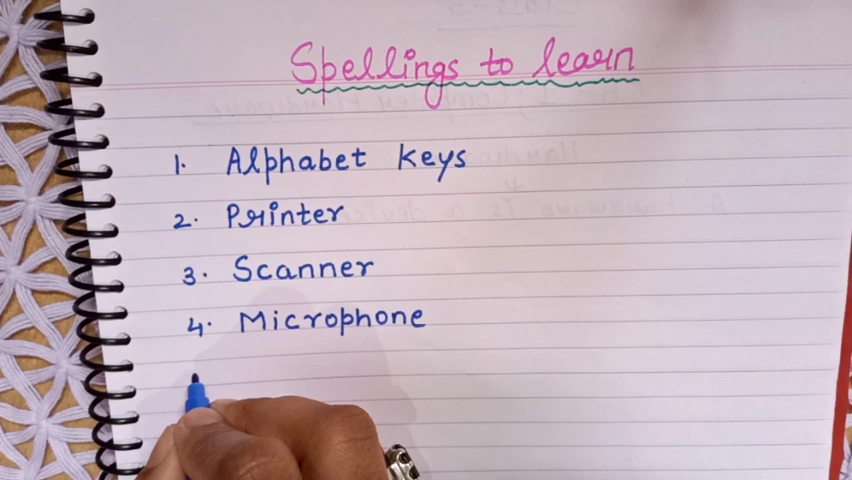 Spellings to learn
1. Alphabet keys
2. Printer
3. Scanner
4. Microphone